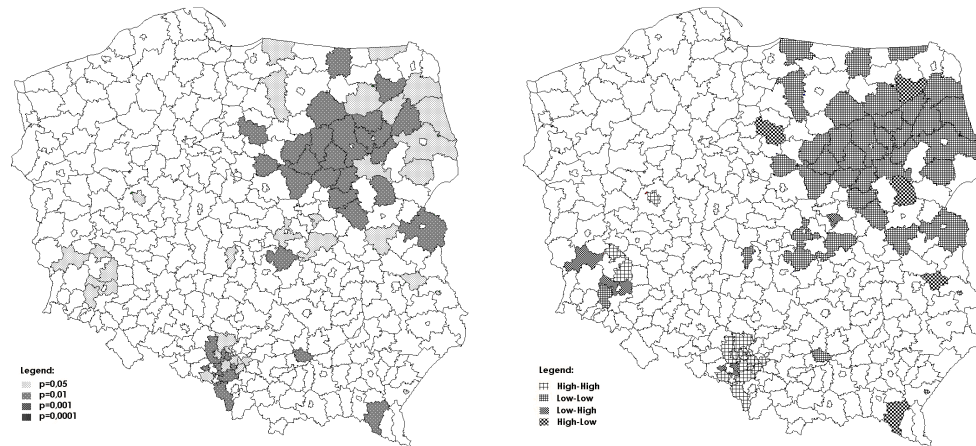 Legend:
p=0,05
p=0,01
p=0,001
p=0,0001
Legend:
High-High
Low-Low
Low-High
High-Low